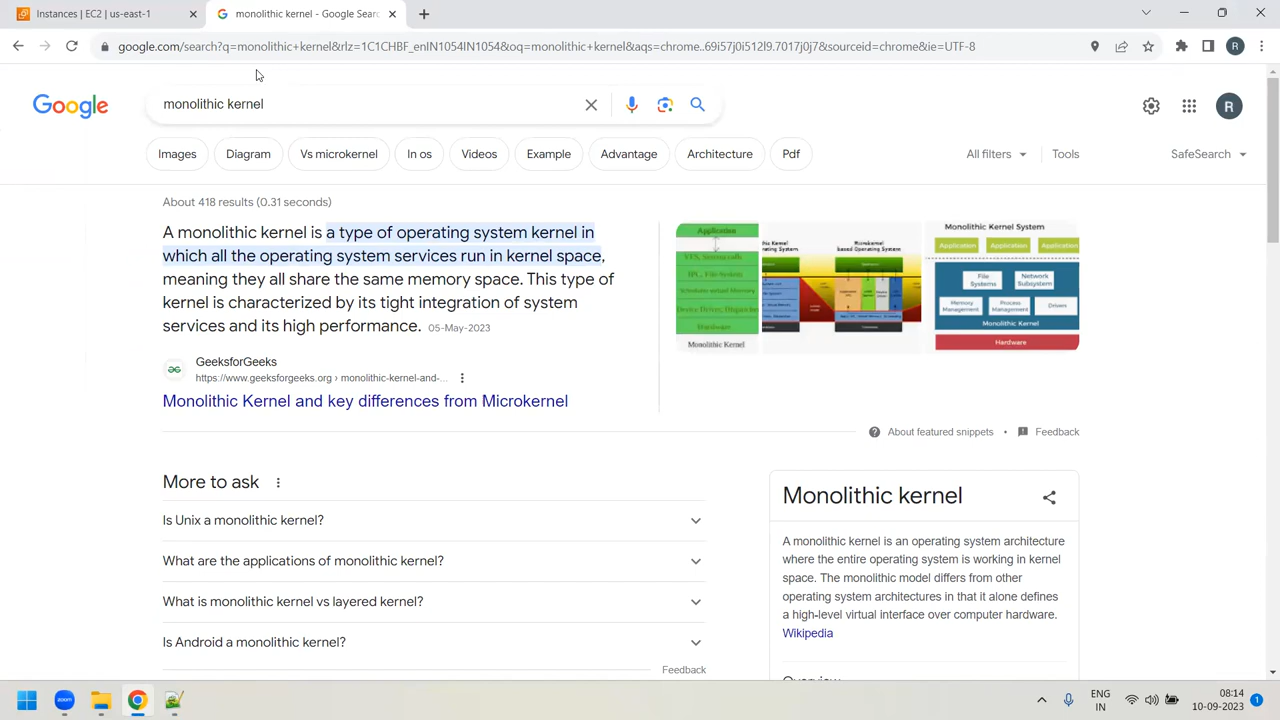 Instances | EC2 | us-east-1
monolithic kernel - Google Sear
google.com/search?q=monolithic+kernel&rlz=1C1CHBF_enIN1054IN1054&oq=monolithic+kernel&aqs=chrome..69i57j0i512l9.7017j0j7&sourceid=chrome&ie=UTF-8
R
Google
monolithic kernel
R
Images
Diagram
Vs microkernel
In os
Videos
Example
Advantage
Architecture
Pdf
All filters
Tools
SafeSearch
About 418 results (0.31 seconds)
A monolithic kernel is a type of operating system kernel in
which all the operating system services run in kernel space,
meaning they all share the same memory space. This type of
kernel is characterized by its tight integration of system
services and its high performance. 05-May-2023
Application
Hardware
Monolithic Kernel
Monolithic Kernel System
Application Application Application
File Systems
Network Subsystem
Memory Management
Process Management
Drivers
Monolithic Kernel
Hardware
GeeksforGeeks
https://www.geeksforgeeks.org › monolithic-kernel-and-...
Monolithic Kernel and key differences from Microkernel
About featured snippets • Feedback
More to ask
Is Unix a monolithic kernel?
What are the applications of monolithic kernel?
What is monolithic kernel vs layered kernel?
Is Android a monolithic kernel?
Feedback
Monolithic kernel
A monolithic kernel is an operating system architecture
where the entire operating system is working in kernel
space. The monolithic model differs from other
operating system architectures in that it alone defines
a high-level virtual interface over computer hardware.
Wikipedia
Overview
zoom
ENG
IN
08:14
10-09-2023
1